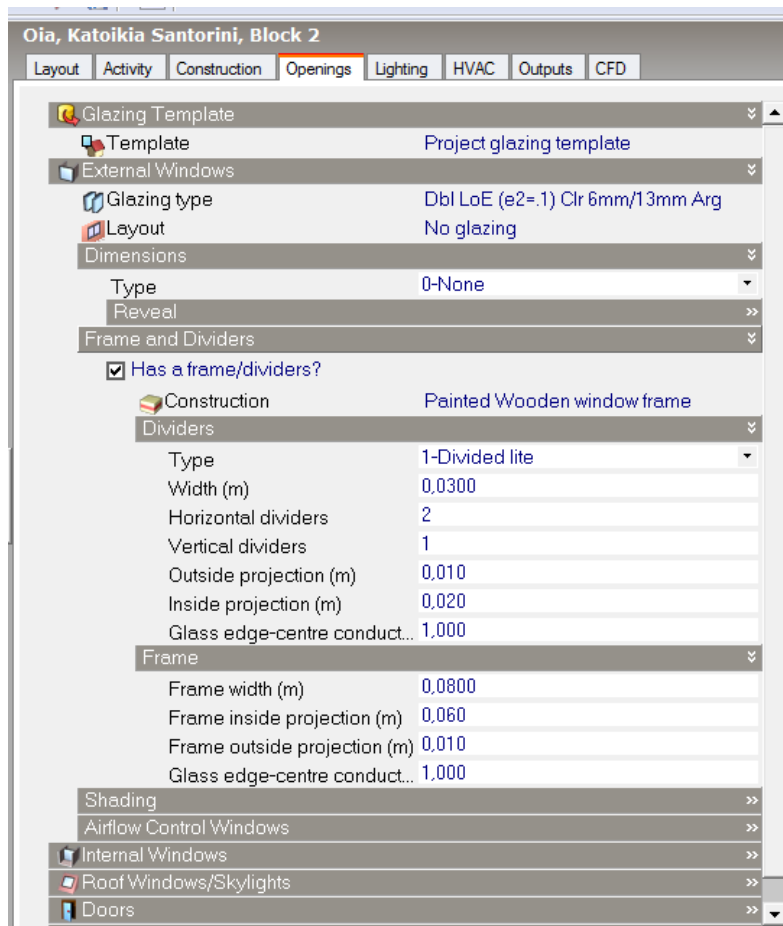 Oia, Katoikia Santorini, Block 2
Layout Activity Construction Openings Lighting HVAC Outputs CFD
Glazing Template
Template Project glazing template
External Windows
Glazing type Dbl LoE (e2=.1) Clr 6mm/13mm Arg
Layout No glazing
Dimensions
Type 0-None
Reveal
Frame and Dividers
Has a frame/dividers?
Construction Painted Wooden window frame
Dividers
Type 1-Divided lite
Width (m) 0,0300
Horizontal dividers 2
Vertical dividers 1
Outside projection (m) 0,010
Inside projection (m) 0,020
Glass edge-centre conduct... 1,000
Frame
Frame width (m) 0,0800
Frame inside projection (m) 0,060
Frame outside projection (m) 0,010
Glass edge-centre conduct... 1,000
Shading
Airflow Control Windows
Internal Windows
Roof Windows/Skylights
Doors